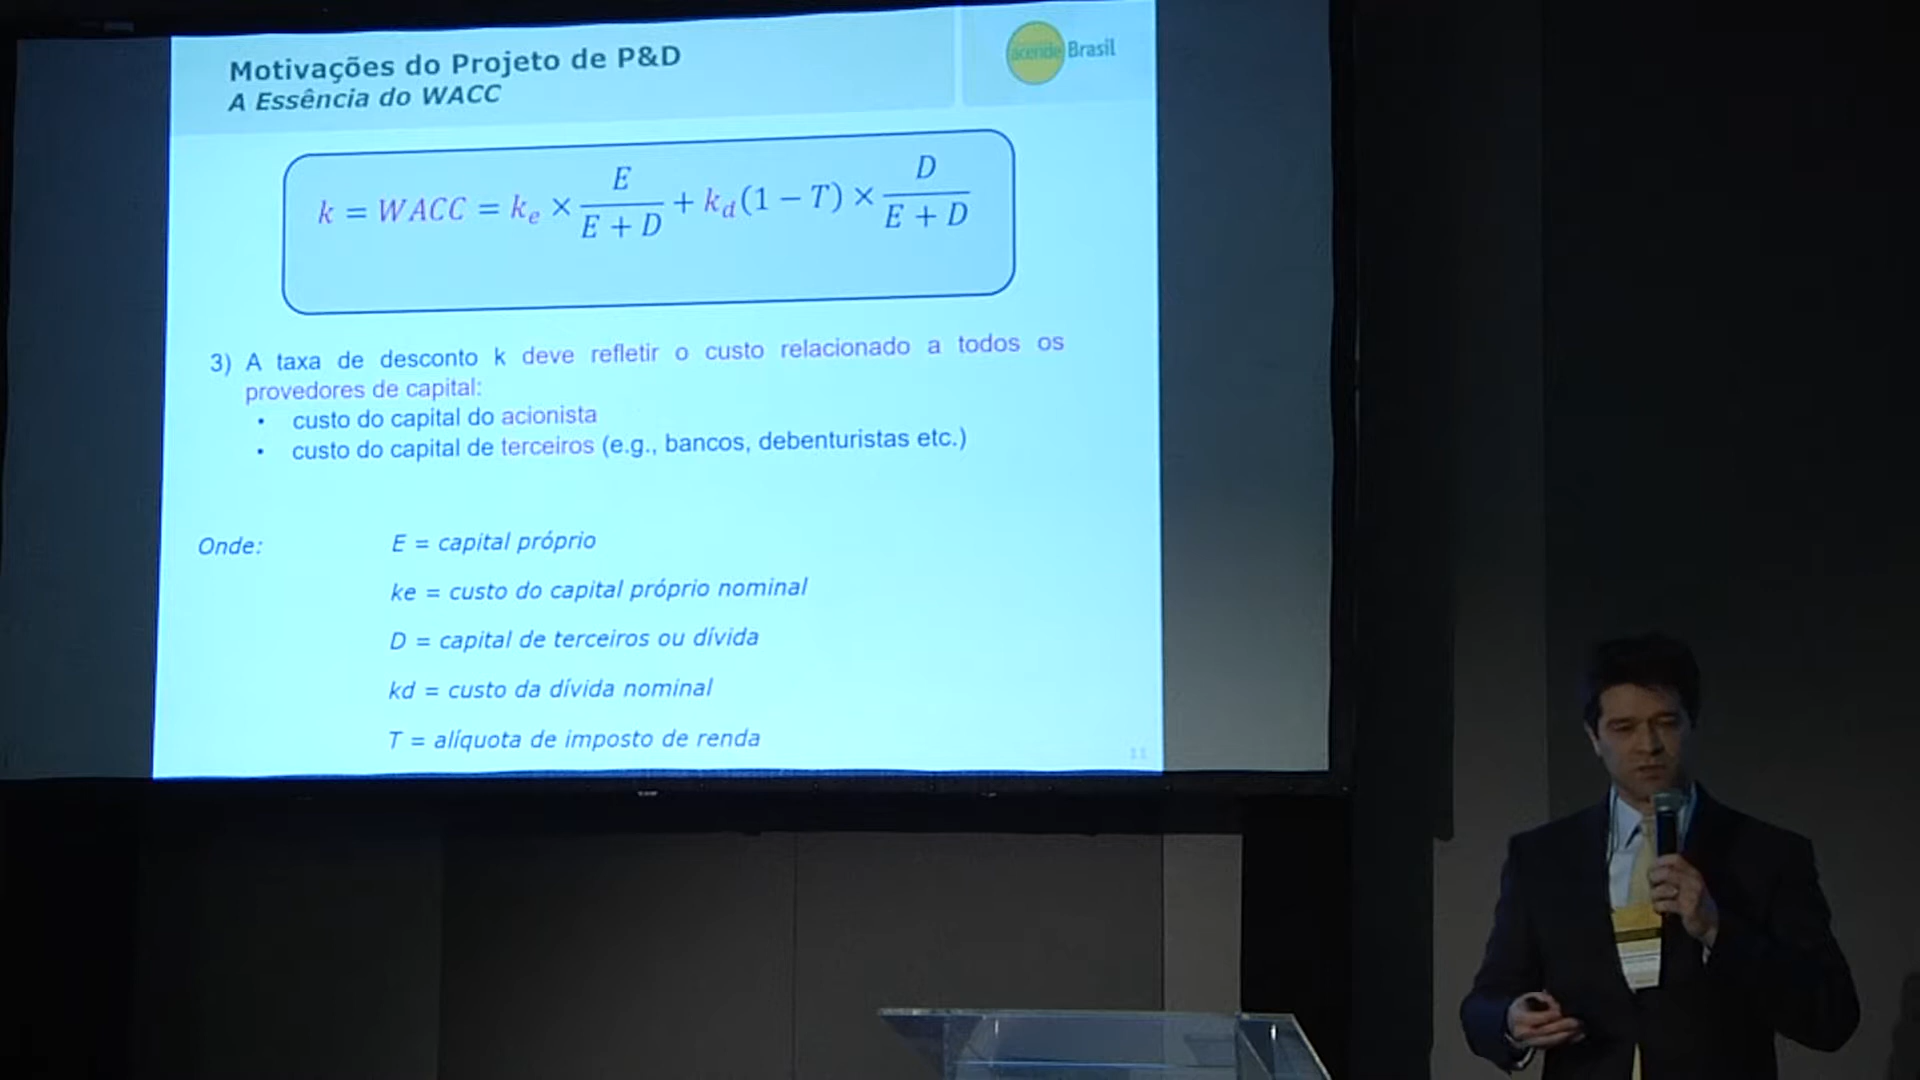 Motivações do Projeto de P&D
A Essência do WACC
acende Brasil
k = WACC = k_e × E/(E + D) + k_d(1 − T) × D/(E + D)
3) A taxa de desconto k deve refletir o custo relacionado a todos os
provedores de capital:
• custo do capital do acionista
• custo do capital de terceiros (e.g., bancos, debenturistas etc.)
Onde: E = capital próprio
ke = custo do capital próprio nominal
D = capital de terceiros ou dívida
kd = custo da dívida nominal
T = alíquota de imposto de renda
11